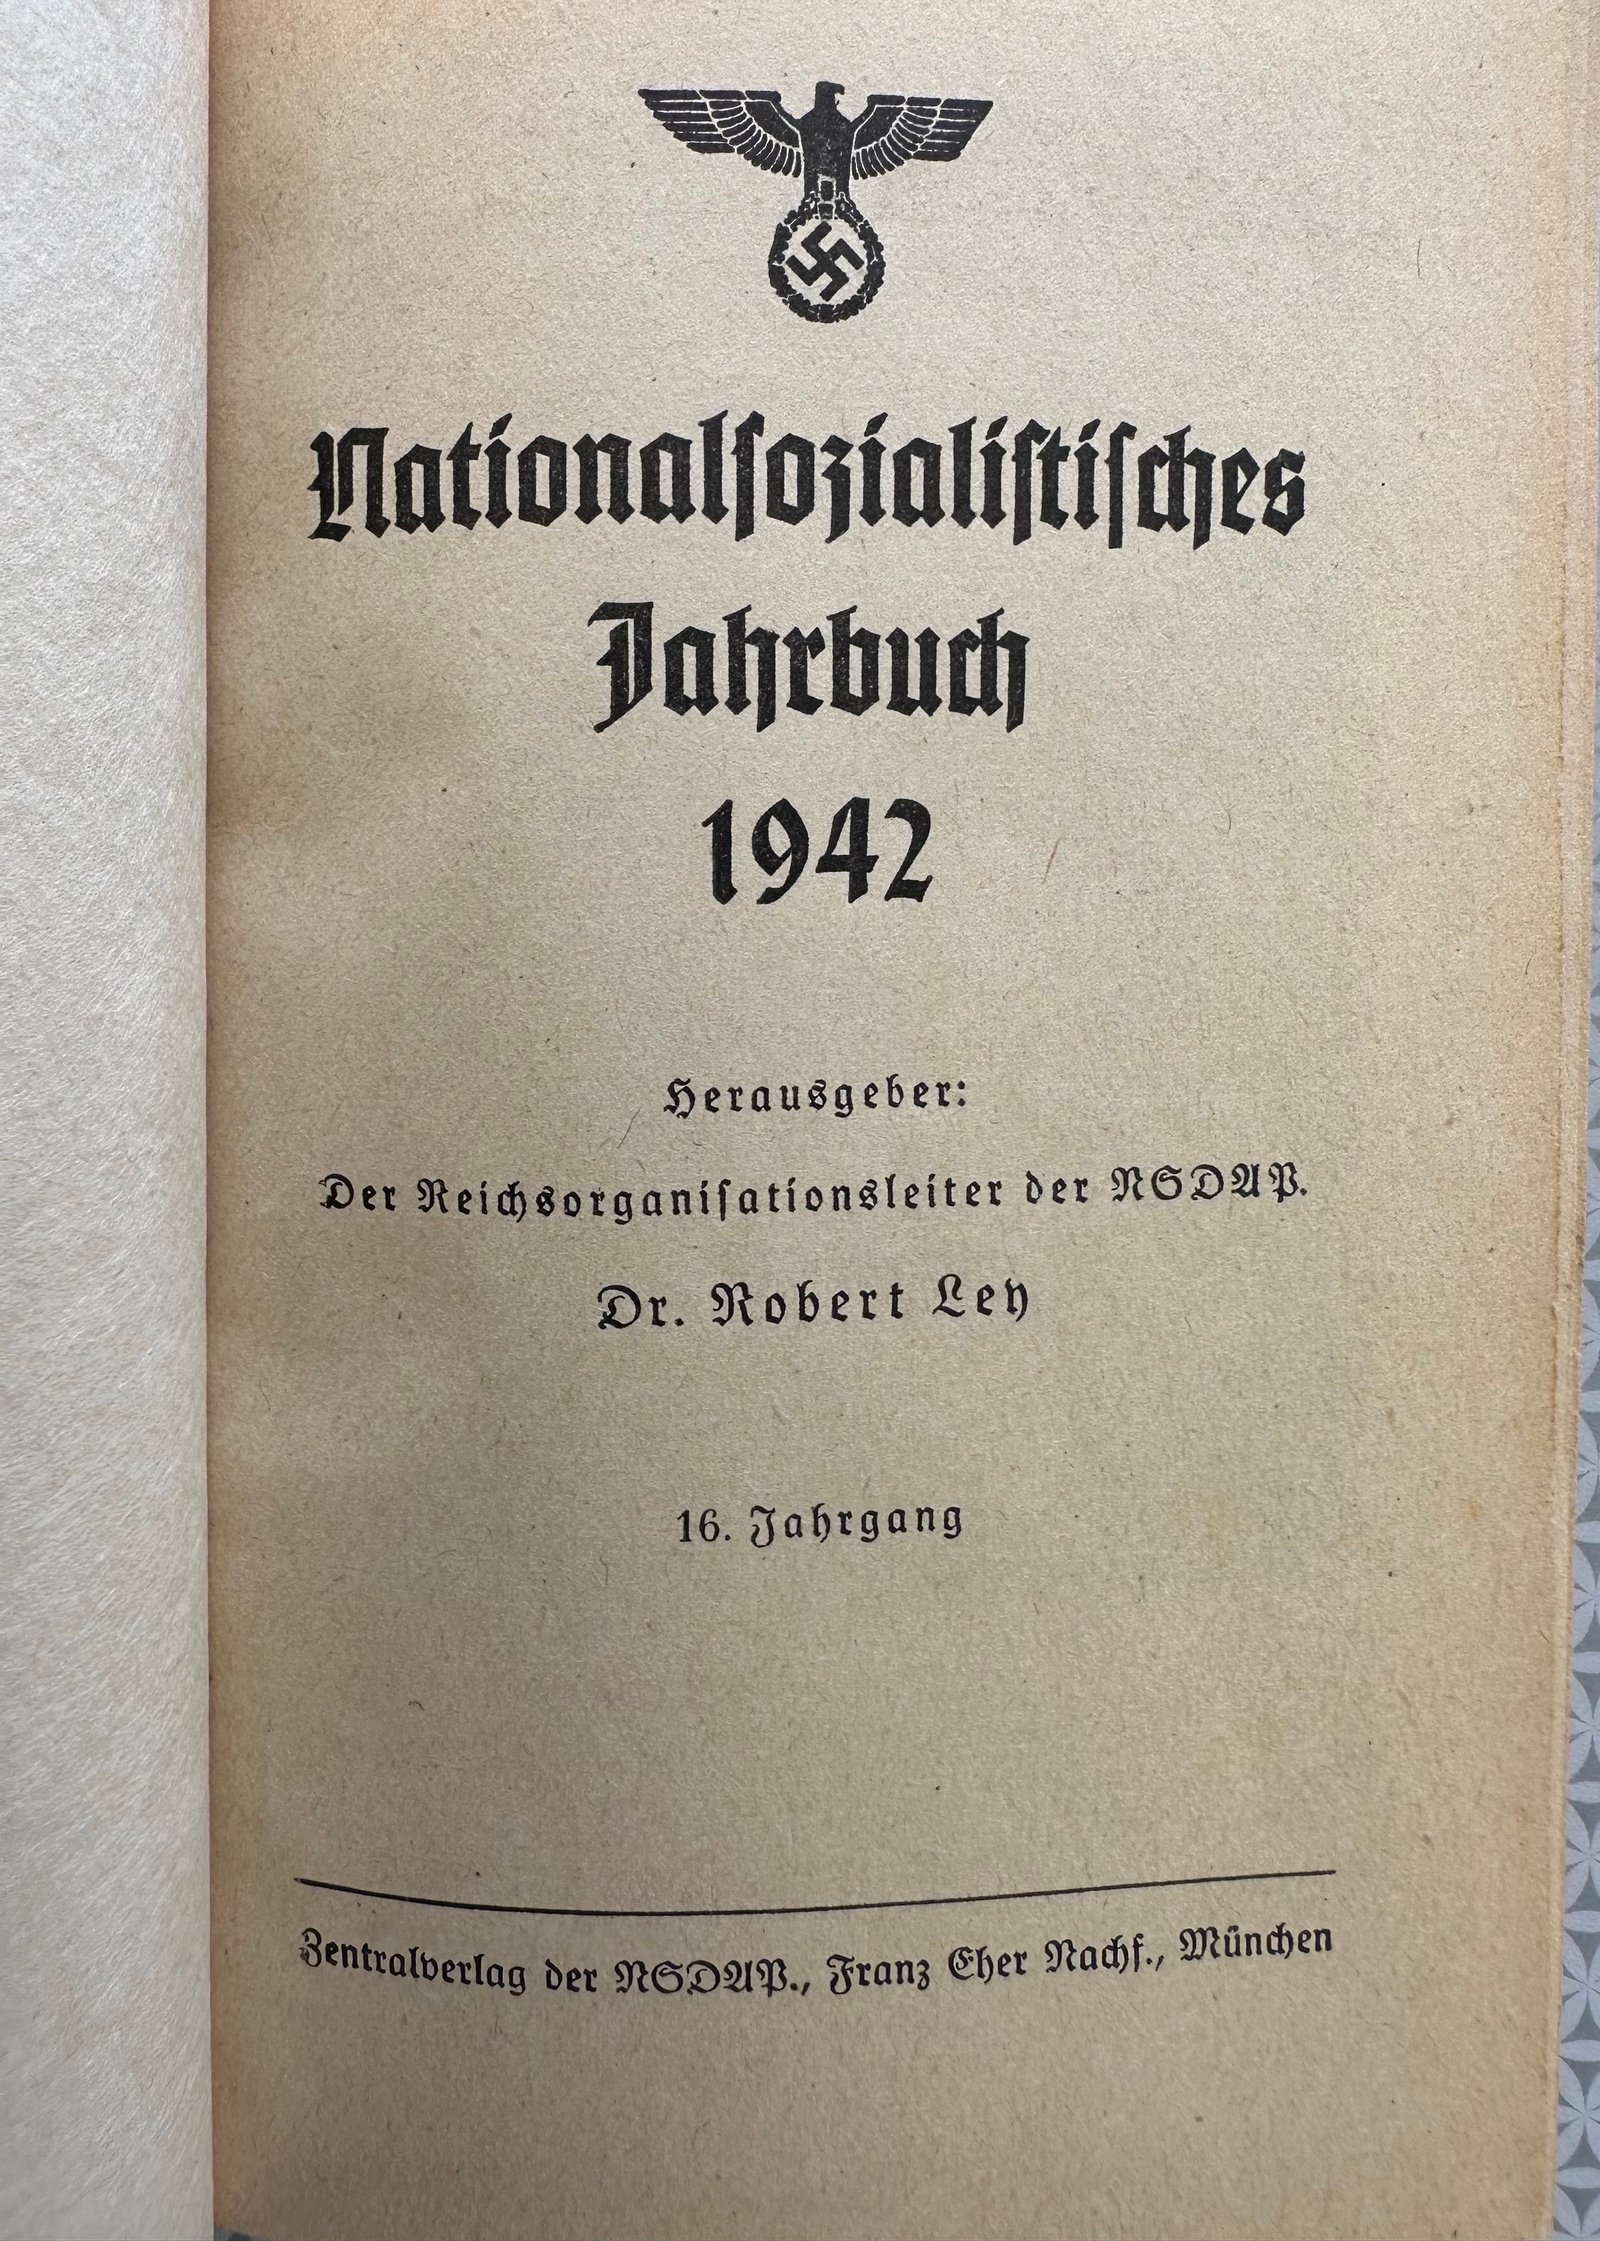 Nationalsozialistisches
Jahrbuch
1942
Herausgeber:
Der Reichsorganisationsleiter der NSDAP.
Dr. Robert Ley
16. Jahrgang
Zentralverlag der NSDAP., Franz Eher Nachf., München